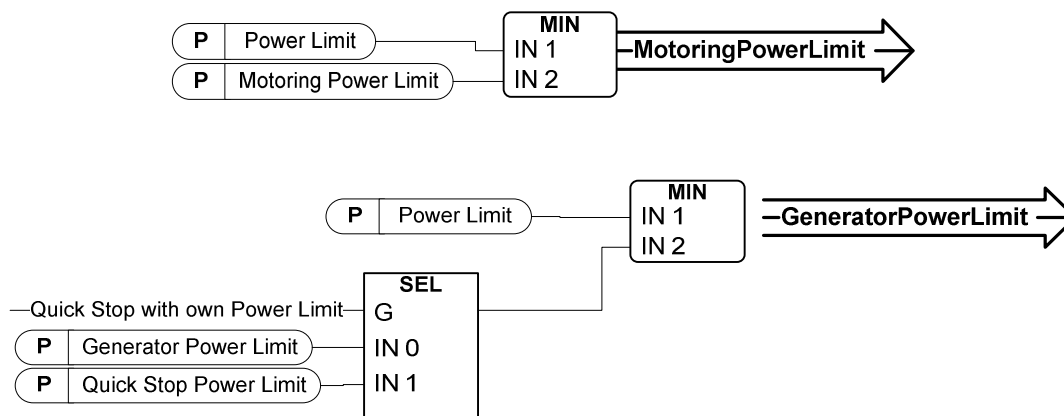 MIN
P Power Limit
IN 1
MotoringPowerLimit
P Motoring Power Limit
IN 2
MIN
P Power Limit
IN 1
GeneratorPowerLimit
IN 2
SEL
Quick Stop with own Power Limit
G
P Generator Power Limit
IN 0
P Quick Stop Power Limit
IN 1